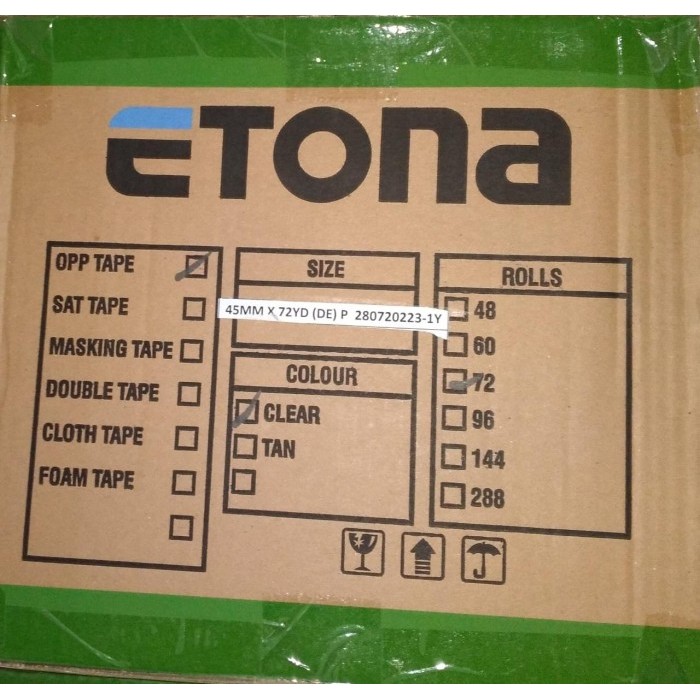 ETONA
OPP TAPE
SAT TAPE
MASKING TAPE
DOUBLE TAPE
CLOTH TAPE
FOAM TAPE
SIZE
45MM X 72YD (DE) P 280720223-1Y
COLOUR
CLEAR
TAN
ROLLS
48
60
72
96
144
288